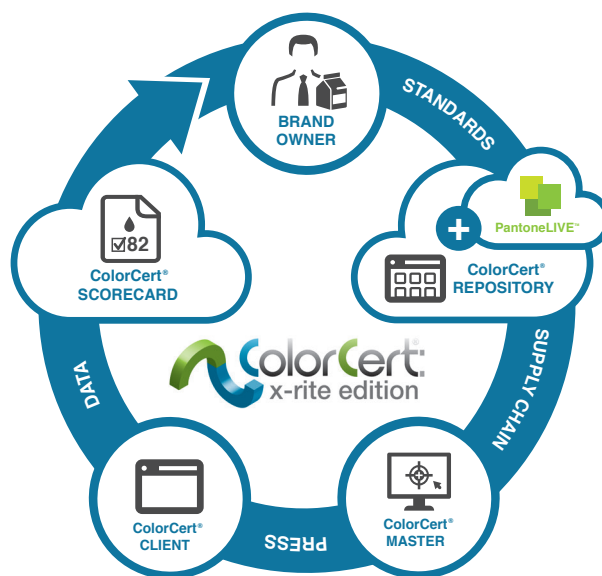 BRAND
OWNER
STANDARDS
PantoneLIVE™
ColorCert®
REPOSITORY
SUPPLY CHAIN
ColorCert®
MASTER
PRESS
ColorCert®
CLIENT
DATA
82
ColorCert®
SCORECARD
ColorCert:®
x-rite edition